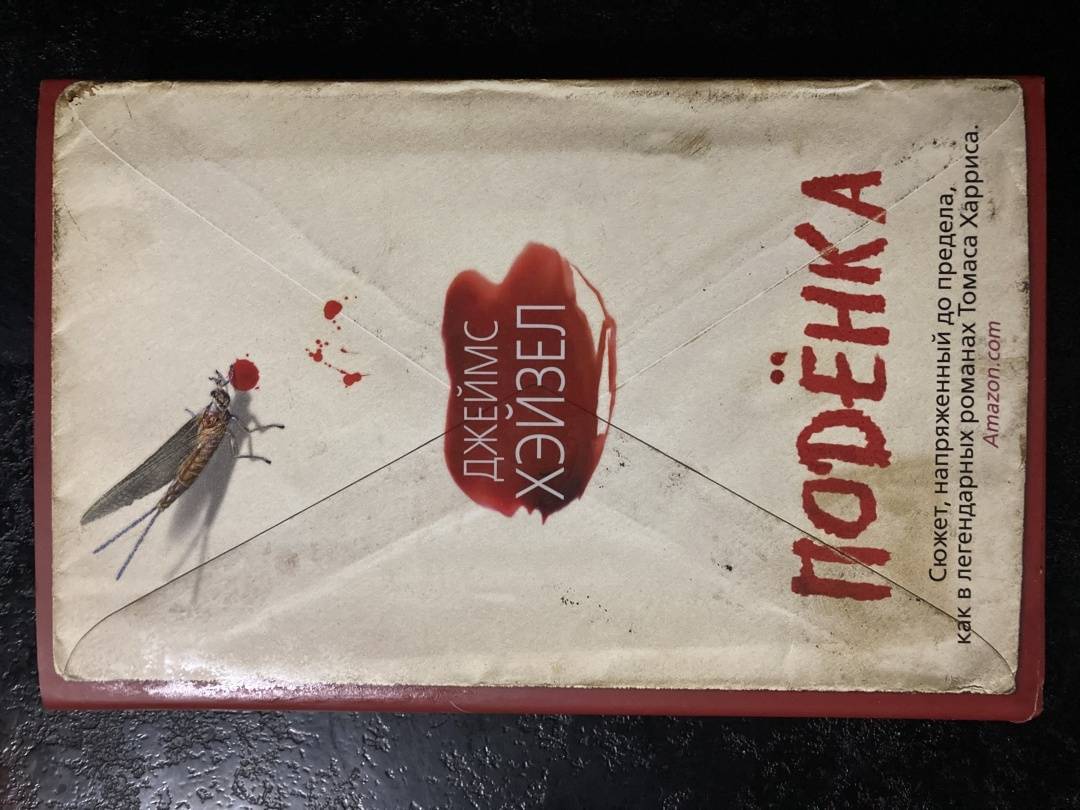 ДЖЕЙМС
ХЭЙЗЕЛ
ПОДЁНКА
Сюжет, напряженный до предела,
как в легендарных романах Томаса Харриса.
Amazon.com